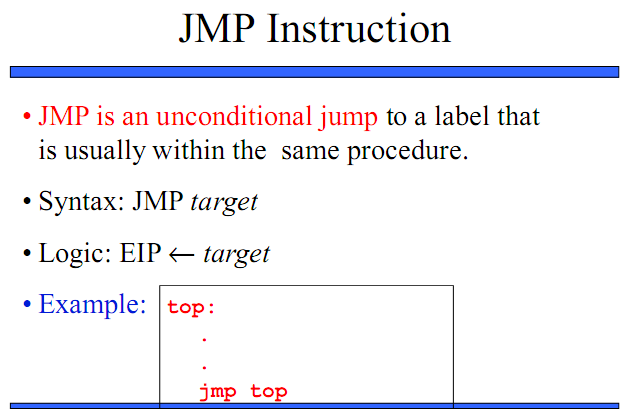 JMP Instruction
• JMP is an unconditional jump to a label that
is usually within the same procedure.
• Syntax: JMP target
• Logic: EIP ← target
• Example:
top:
.
.
jmp top